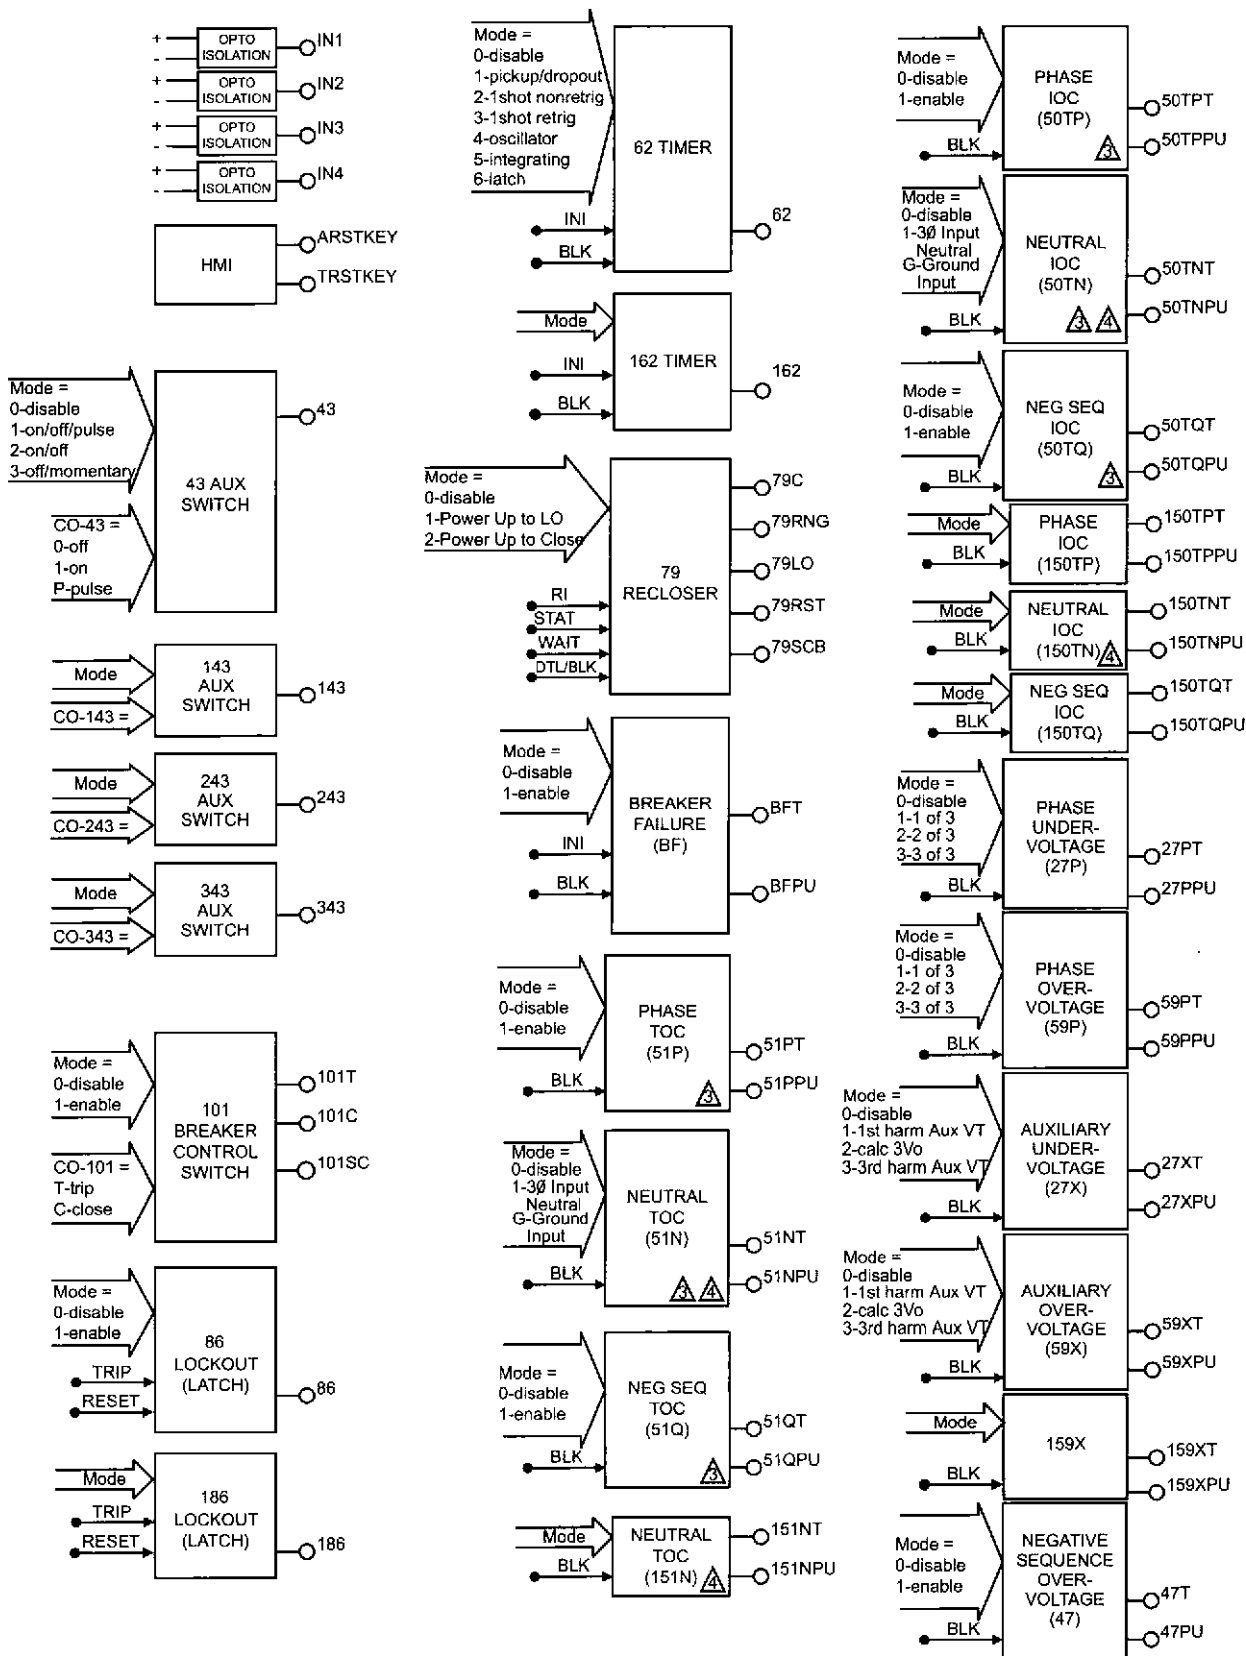 +
-
OPTO
ISOLATION
IN1
+
-
OPTO
ISOLATION
IN2
+
-
OPTO
ISOLATION
IN3
+
-
OPTO
ISOLATION
IN4
HMI
ARSTKEY
TRSTKEY
Mode =
0-disable
1-on/off/pulse
2-on/off
3-off/momentary
CO-43 =
0-off
1-on
P-pulse
43 AUX
SWITCH
43
Mode
CO-143 =
143
AUX
SWITCH
143
Mode
CO-243 =
243
AUX
SWITCH
243
Mode
CO-343 =
343
AUX
SWITCH
343
Mode =
0-disable
1-enable
CO-101 =
T-trip
C-close
101
BREAKER
CONTROL
SWITCH
101T
101C
101SC
Mode =
0-disable
1-enable
TRIP
RESET
86
LOCKOUT
(LATCH)
86
Mode
TRIP
RESET
186
LOCKOUT
(LATCH)
186
Mode =
0-disable
1-pickup/dropout
2-1shot nonretrig
3-1shot retrig
4-oscillator
5-integrating
6-latch
INI
BLK
62 TIMER
62
Mode
INI
BLK
162 TIMER
162
Mode =
0-disable
1-Power Up to LO
2-Power Up to Close
RI
STAT
WAIT
DTL/BLK
79
RECLOSER
79C
79RNG
79LO
79RST
79SCB
Mode =
0-disable
1-enable
INI
BLK
BREAKER
FAILURE
(BF)
BFT
BFPU
Mode =
0-disable
1-enable
BLK
PHASE
TOC
(51P)
3
51PT
51PPU
Mode =
0-disable
1-3Ø Input
Neutral
G-Ground
Input
BLK
NEUTRAL
TOC
(51N)
3 4
51NT
51NPU
Mode =
0-disable
1-enable
BLK
NEG SEQ
TOC
(51Q)
3
51QT
51QPU
Mode
BLK
NEUTRAL
TOC
(151N)
4
151NT
151NPU
Mode =
0-disable
1-enable
BLK
PHASE
IOC
(50TP)
3
50TPT
50TPPU
Mode =
0-disable
1-3Ø Input
Neutral
G-Ground
Input
BLK
NEUTRAL
IOC
(50TN)
3 4
50TNT
50TNPU
Mode =
0-disable
1-enable
BLK
NEG SEQ
IOC
(50TQ)
3
50TQT
50TQPU
Mode
BLK
PHASE
IOC
(150TP)
150TPT
150TPPU
Mode
BLK
NEUTRAL
IOC
(150TN)
4
150TNT
150TNPU
Mode
BLK
NEG SEQ
IOC
(150TQ)
150TQT
150TQPU
Mode =
0-disable
1-1 of 3
2-2 of 3
3-3 of 3
BLK
PHASE
UNDER-
VOLTAGE
(27P)
27PT
27PPU
Mode =
0-disable
1-1 of 3
2-2 of 3
3-3 of 3
BLK
PHASE
OVER-
VOLTAGE
(59P)
59PT
59PPU
Mode =
0-disable
1-1st harm Aux VT
2-calc 3Vo
3-3rd harm Aux VT
BLK
AUXILIARY
UNDER-
VOLTAGE
(27X)
27XT
27XPU
Mode =
0-disable
1-1st harm Aux VT
2-calc 3Vo
3-3rd harm Aux VT
BLK
AUXILIARY
OVER-
VOLTAGE
(59X)
59XT
59XPU
Mode
BLK
159X
159XT
159XPU
Mode =
0-disable
1-enable
BLK
NEGATIVE
SEQUENCE
OVER-
VOLTAGE
(47)
47T
47PU